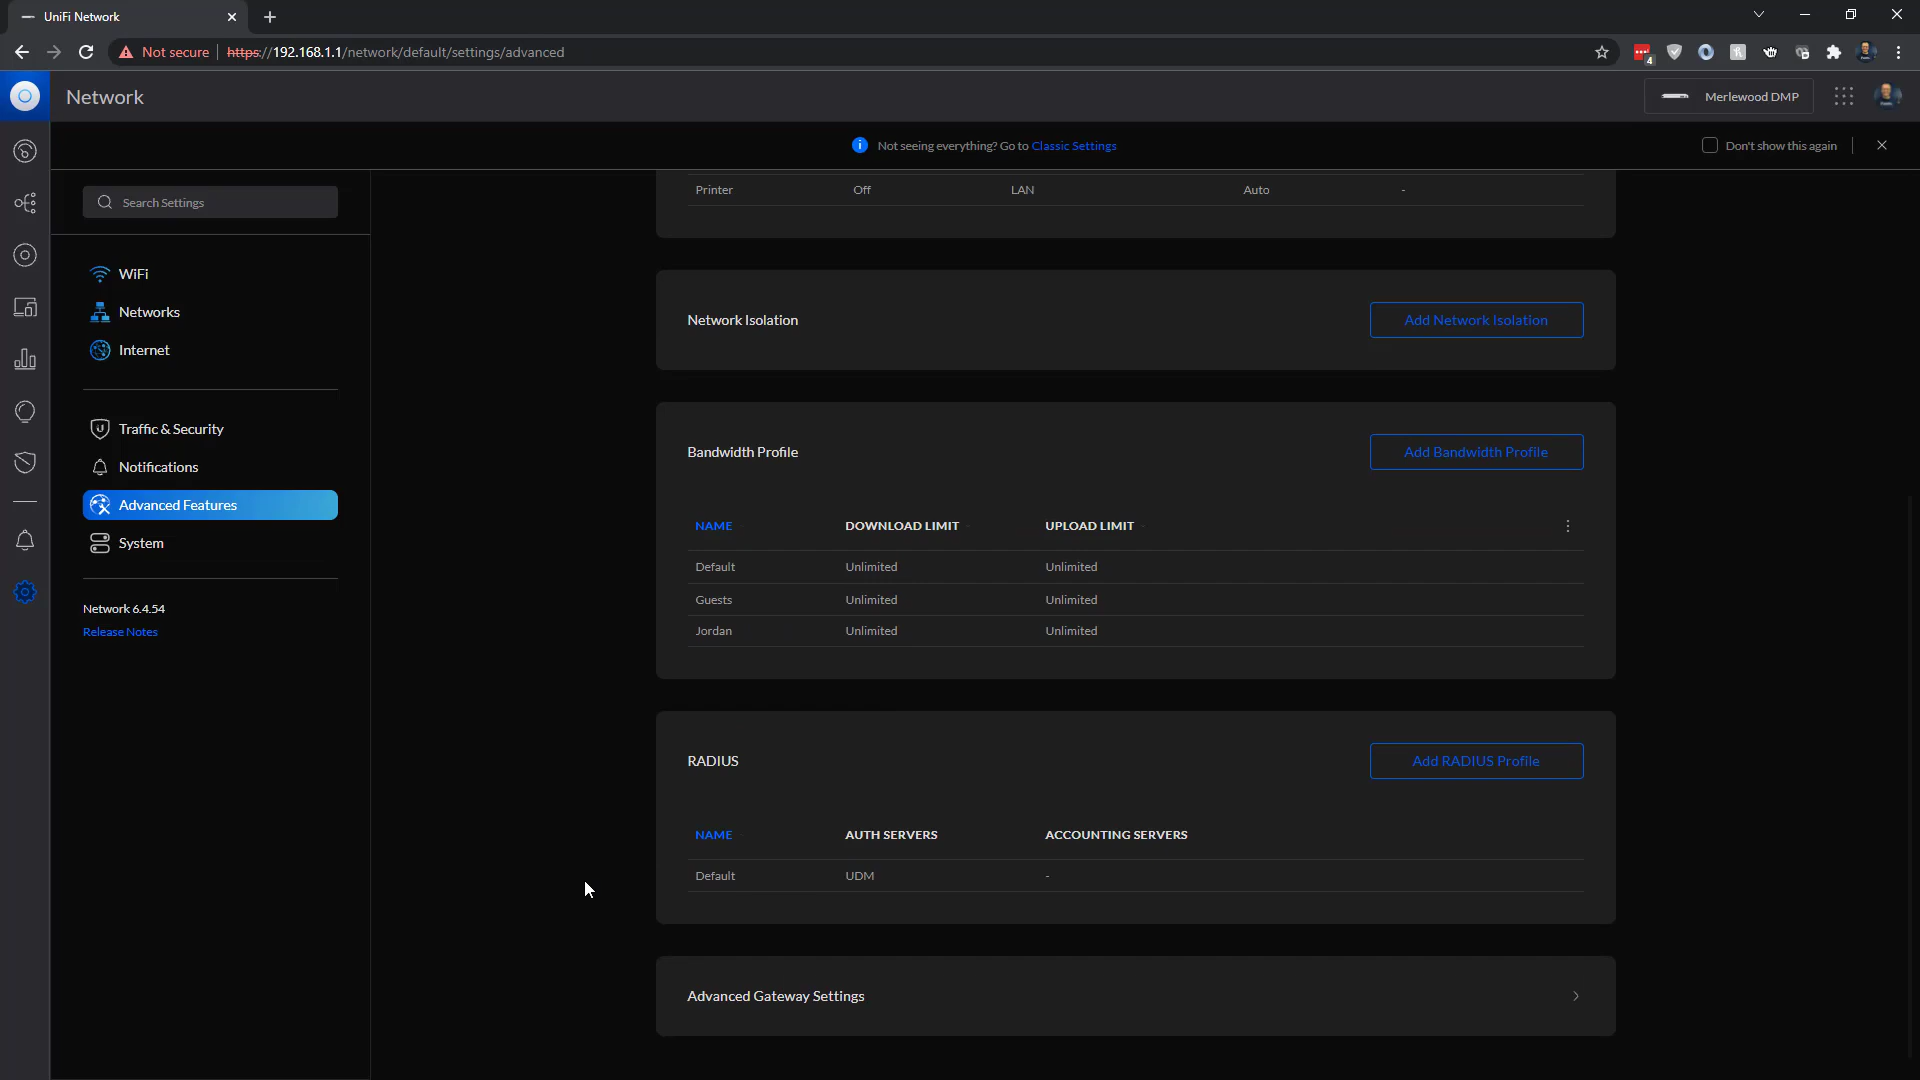 UniFi Network
Not secure
https://192.168.1.1/network/default/settings/advanced
4
Network
Merlewood DMP
Not seeing everything? Go to Classic Settings
Don't show this again
Search Settings
WiFi
Networks
Internet
Traffic & Security
Notifications
Advanced Features
System
Network 6.4.54
Release Notes
Printer Off LAN Auto -
Network Isolation
Add Network Isolation
Bandwidth Profile
Add Bandwidth Profile
NAME DOWNLOAD LIMIT UPLOAD LIMIT
Default Unlimited Unlimited
Guests Unlimited Unlimited
Jordan Unlimited Unlimited
RADIUS
Add RADIUS Profile
NAME AUTH SERVERS ACCOUNTING SERVERS
Default UDM -
Advanced Gateway Settings